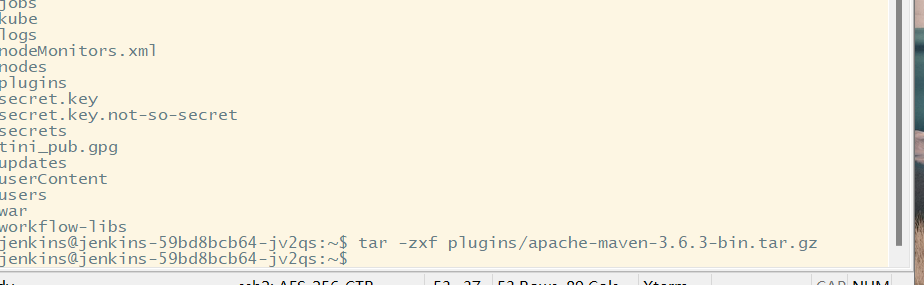 jobs
kube
logs
nodeMonitors.xml
nodes
plugins
secret.key
secret.key.not-so-secret
secrets
tini_pub.gpg
updates
userContent
users
war
workflow-libs
jenkins@jenkins-59bd8bcb64-jv2qs:~$ tar -zxf plugins/apache-maven-3.6.3-bin.tar.gz
jenkins@jenkins-59bd8bcb64-jv2qs:~$
ssh2: AES-256-CTR 53, 37 53 Rows, 89 Cols Xterm CAP NUM